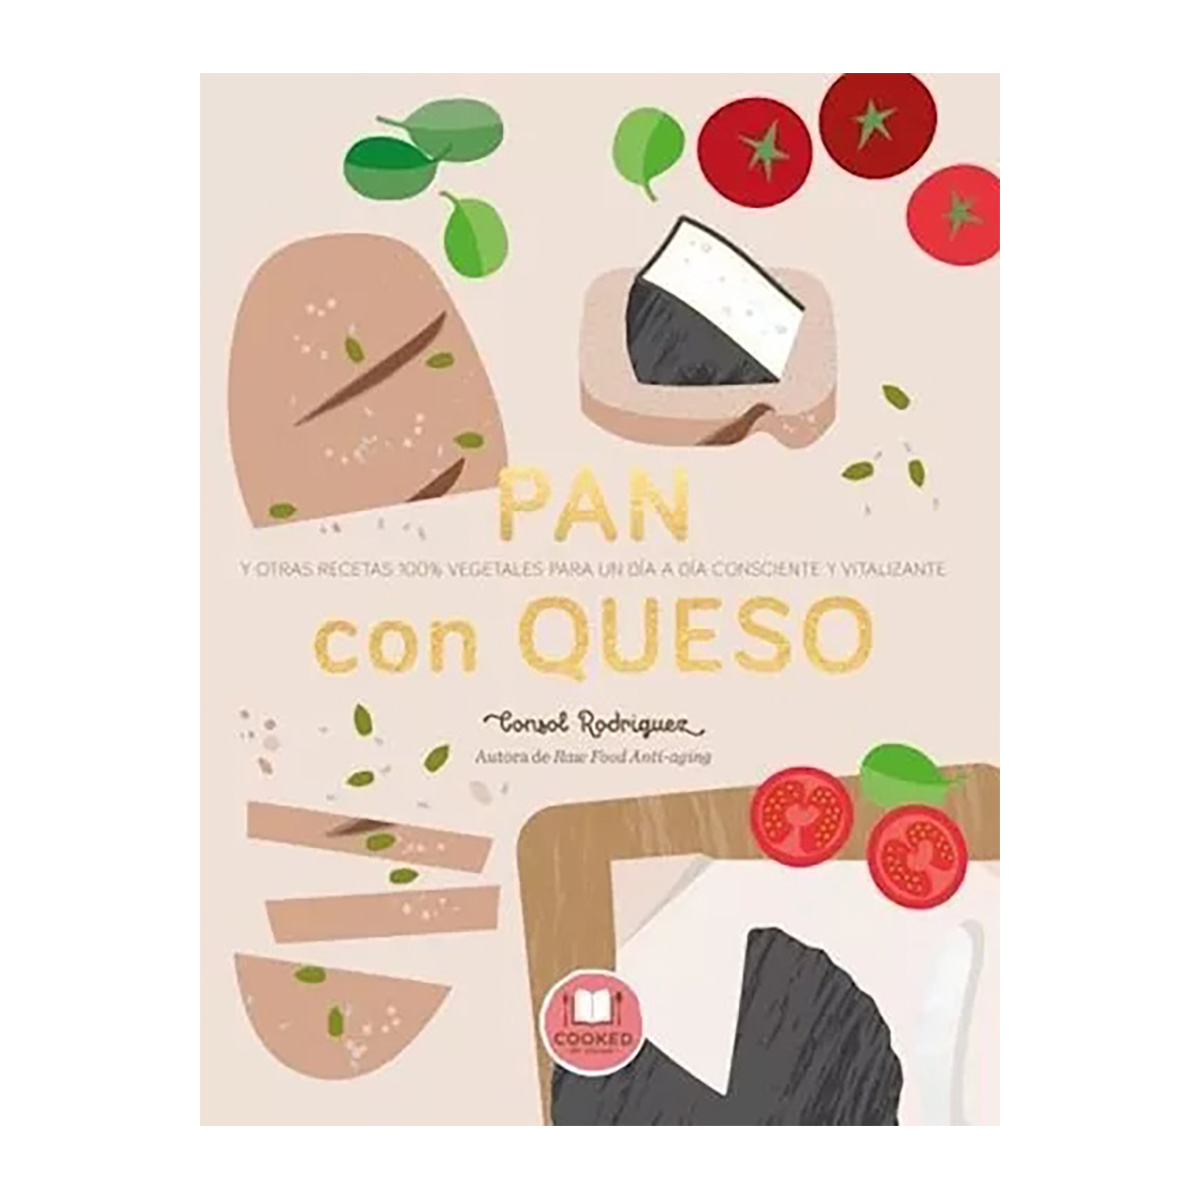 PAN
Y OTRAS RECETAS 100% VEGETALES PARA UN DÍA A DÍA CONSCIENTE Y VITALIZANTE
con QUESO
Consol Rodriguez
Autora de Raw Food Anti-aging
COOKED